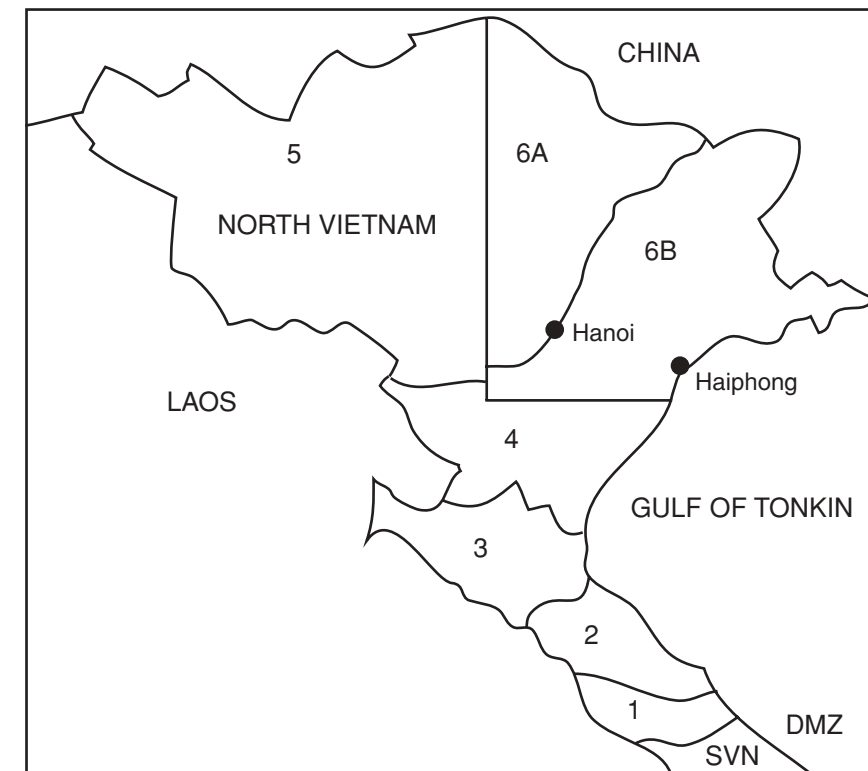 CHINA
5
6A
NORTH VIETNAM
6B
Hanoi
Haiphong
LAOS
4
GULF OF TONKIN
3
2
1
DMZ
SVN